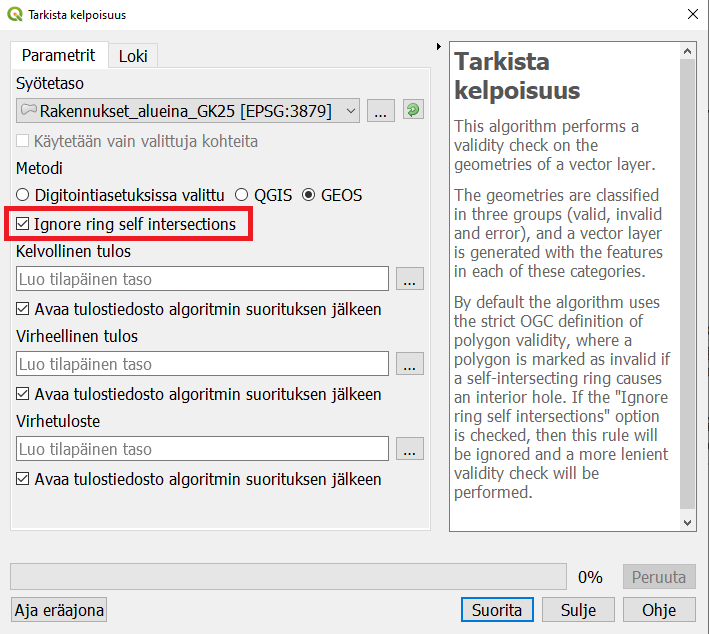 Tarkista kelpoisuus
Parametrit
Loki
Syötetaso
Rakennukset_alueina_GK25 [EPSG:3879]
...
Käytetään vain valittuja kohteita
Metodi
Digitointiasetuksissa valittu
QGIS
GEOS
Ignore ring self intersections
Kelvollinen tulos
Luo tilapäinen taso
...
Avaa tulostiedosto algoritmin suorituksen jälkeen
Virheellinen tulos
Luo tilapäinen taso
...
Avaa tulostiedosto algoritmin suorituksen jälkeen
Virhetuloste
Luo tilapäinen taso
...
Avaa tulostiedosto algoritmin suorituksen jälkeen
Tarkista
kelpoisuus
This algorithm performs a
validity check on the
geometries of a vector layer.
The geometries are classified
in three groups (valid, invalid
and error), and a vector layer
is generated with the features
in each of these categories.
By default the algorithm uses
the strict OGC definition of
polygon validity, where a
polygon is marked as invalid if
a self-intersecting ring causes
an interior hole. If the "Ignore
ring self intersections" option
is checked, then this rule will
be ignored and a more lenient
validity check will be
performed.
0%
Peruuta
Aja eräajona
Suorita
Sulje
Ohje